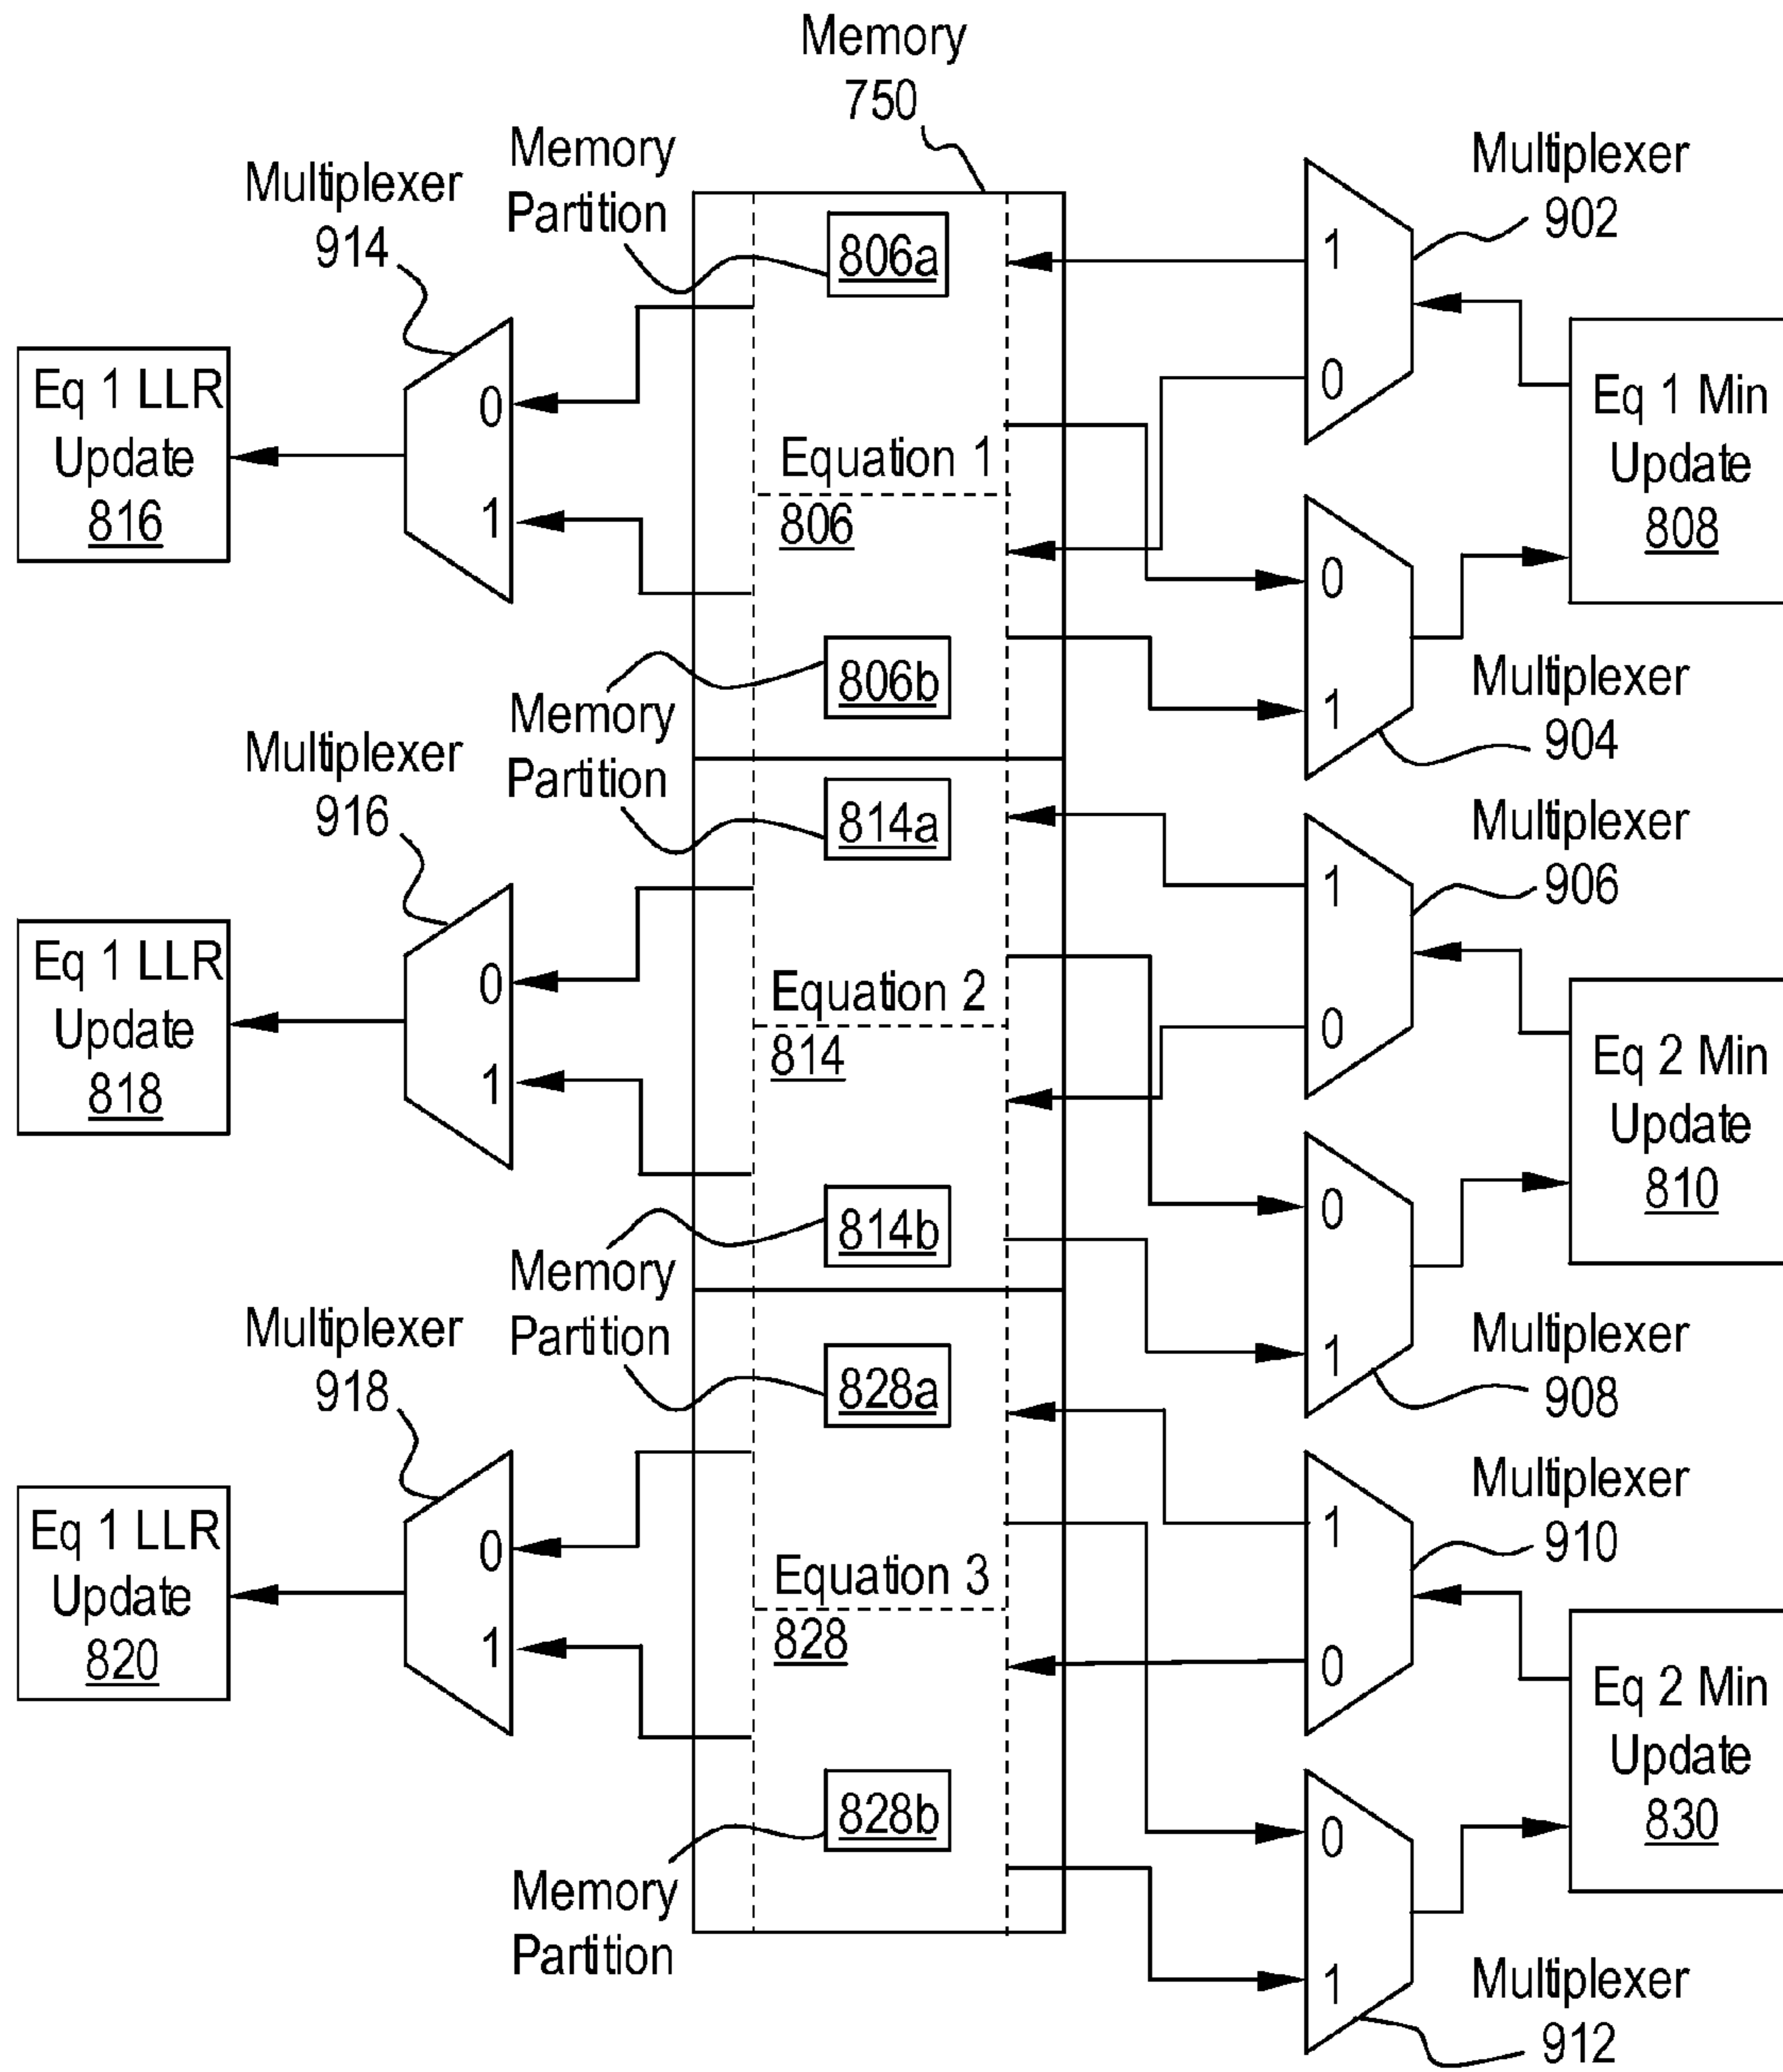 Memory
750
Memory
Partition
Multiplexer
914
806a
Multiplexer
902
1
0
Eq 1 LLR
Update
816
0
1
Equation 1
806
Eq 1 Min
Update
808
0
1
Multiplexer
904
806b
Memory
Partition
Multiplexer
916
814a
Multiplexer
906
1
0
Eq 1 LLR
Update
818
0
1
Equation 2
814
Eq 2 Min
Update
810
0
1
Multiplexer
908
814b
Memory
Partition
Multiplexer
918
828a
Multiplexer
910
1
0
Eq 1 LLR
Update
820
0
1
Equation 3
828
Eq 2 Min
Update
830
0
1
828b
Memory
Partition
Multiplexer
912